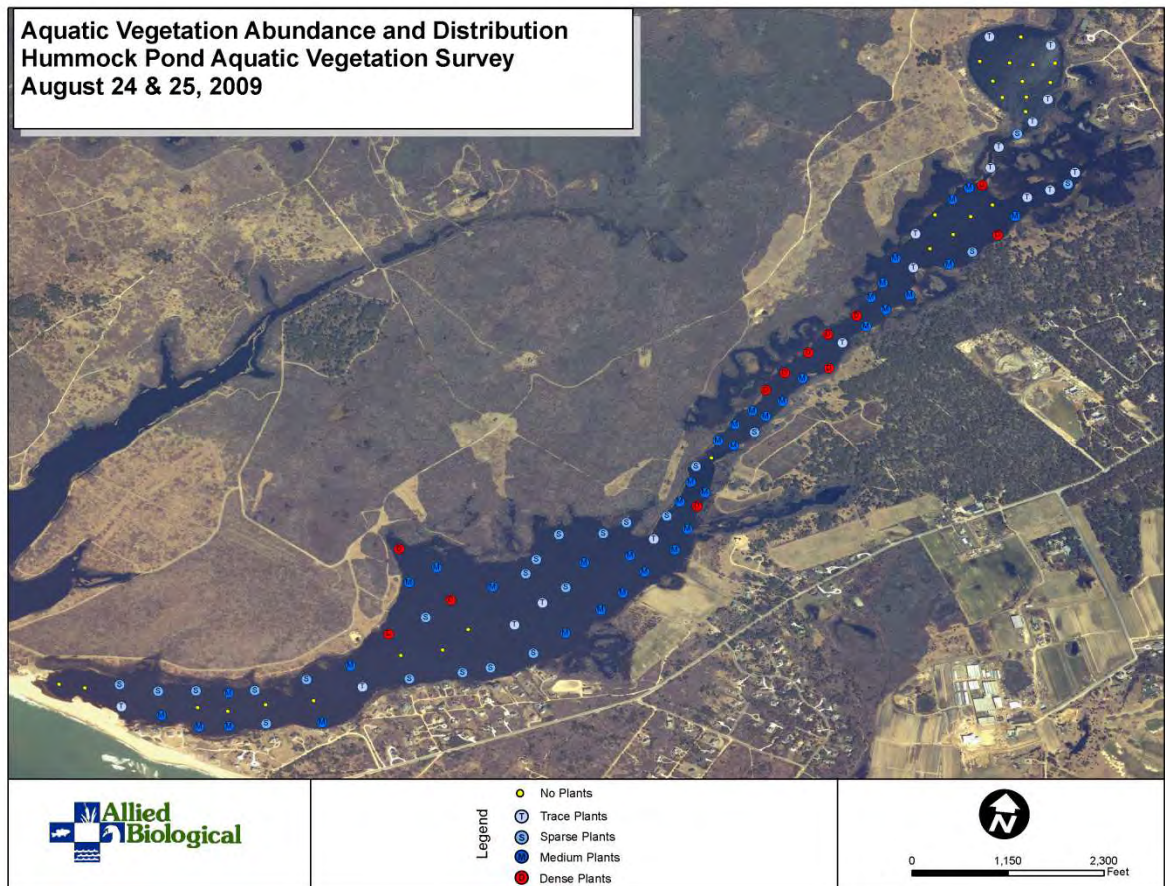 Aquatic Vegetation Abundance and Distribution
Hummock Pond Aquatic Vegetation Survey
August 24 & 25, 2009
Allied
Biological
Legend
No Plants
T Trace Plants
S Sparse Plants
M Medium Plants
D Dense Plants
N
0 1,150 2,300
Feet